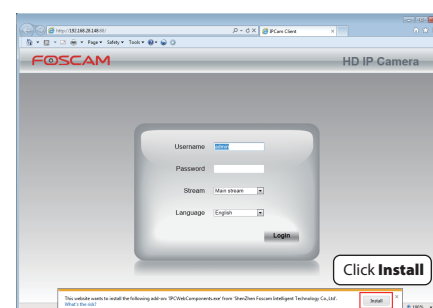 http://192.168.28.148:88/
IPCam Client
Page Safety Tools
FOSCAM
HD IP Camera
Username admin
Password
Stream Main stream
Language English
Login
Click Install
This website wants to install the following add-on: 'IPCWebComponents.exe' from 'ShenZhen Foscam Intelligent Technology Co.,Ltd'.
What's the risk?
Install
100%